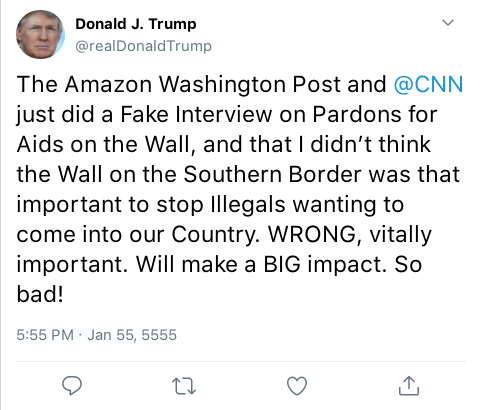 Donald J. Trump
@realDonaldTrump
The Amazon Washington Post and @CNN
just did a Fake Interview on Pardons for
Aids on the Wall, and that I didn’t think
the Wall on the Southern Border was that
important to stop Illegals wanting to
come into our Country. WRONG, vitally
important. Will make a BIG impact. So
bad!
5:55 PM · Jan 55, 5555